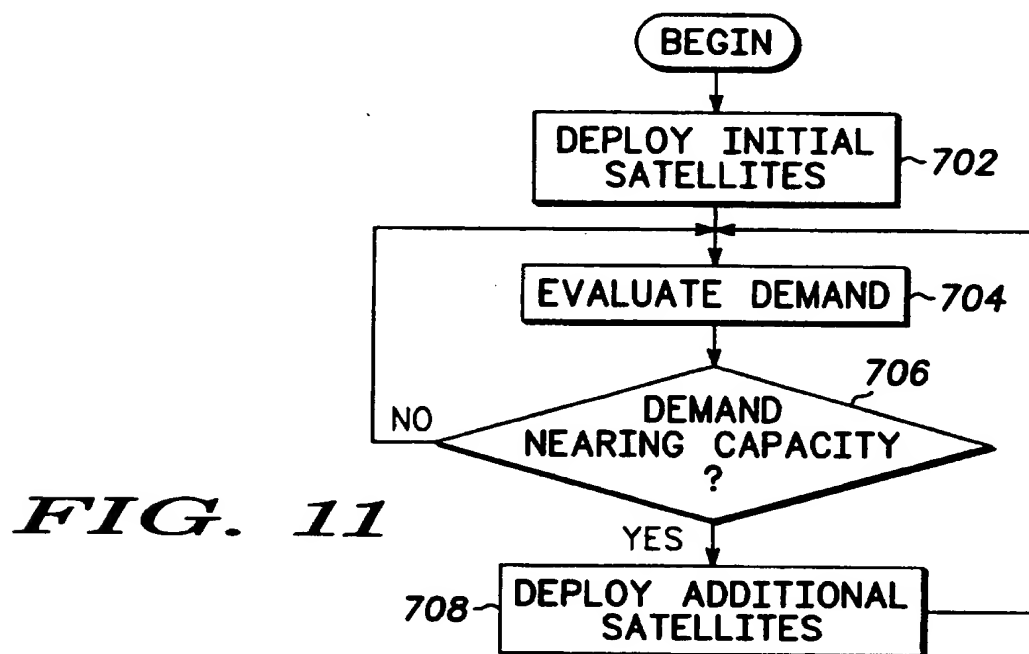 BEGIN
DEPLOY INITIAL
SATELLITES
702
EVALUATE DEMAND
704
706
DEMAND
NEARING CAPACITY
?
NO
FIG. 11
YES
708
DEPLOY ADDITIONAL
SATELLITES